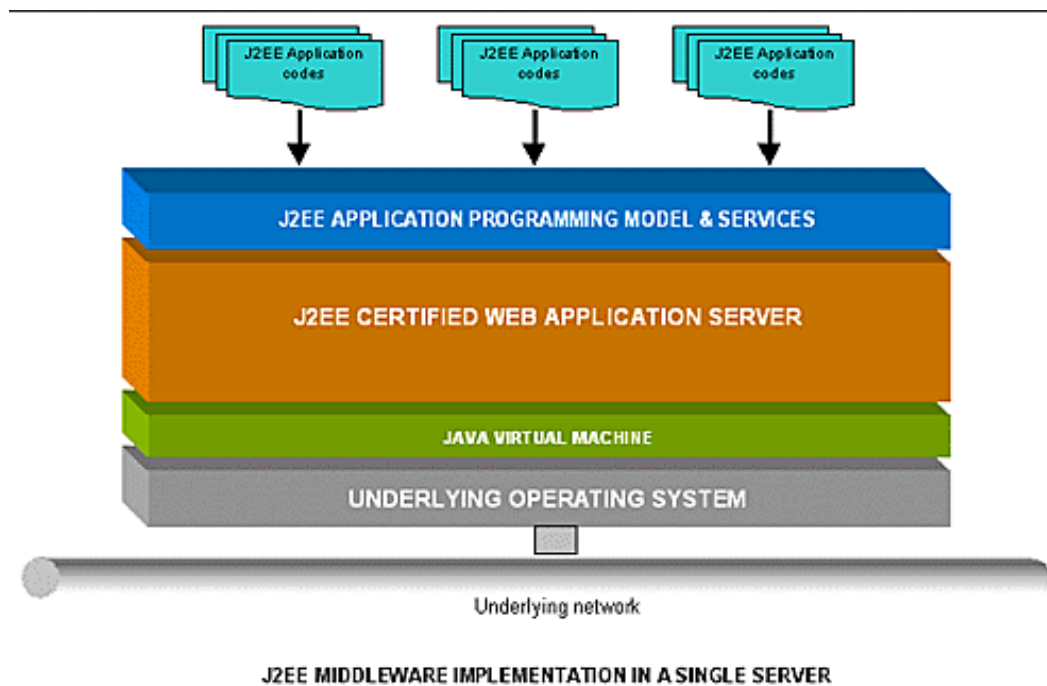 J2EE Application
codes
J2EE Application
codes
J2EE Application
codes
J2EE APPLICATION PROGRAMMING MODEL & SERVICES
J2EE CERTIFIED WEB APPLICATION SERVER
JAVA VIRTUAL MACHINE
UNDERLYING OPERATING SYSTEM
Underlying network
J2EE MIDDLEWARE IMPLEMENTATION IN A SINGLE SERVER